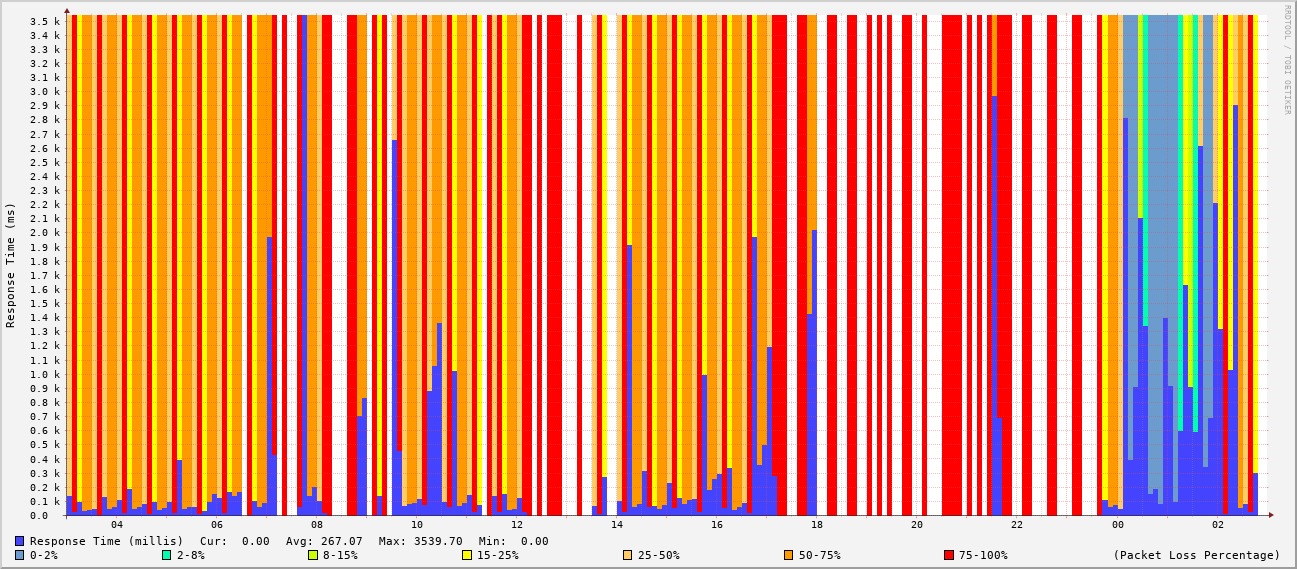 RRDTOOL / TOBI OETIKER
Response Time (ms)
3.5 k
3.4 k
3.3 k
3.2 k
3.1 k
3.0 k
2.9 k
2.8 k
2.7 k
2.6 k
2.5 k
2.4 k
2.3 k
2.2 k
2.1 k
2.0 k
1.9 k
1.8 k
1.7 k
1.6 k
1.5 k
1.4 k
1.3 k
1.2 k
1.1 k
1.0 k
0.9 k
0.8 k
0.7 k
0.6 k
0.5 k
0.4 k
0.3 k
0.2 k
0.1 k
0.0
04 06 08 10 12 14 16 18 20 22 00 02
Response Time (millis) Cur: 0.00 Avg: 267.07 Max: 3539.70 Min: 0.00
0-2% 2-8% 8-15% 15-25% 25-50% 50-75% 75-100% (Packet Loss Percentage)